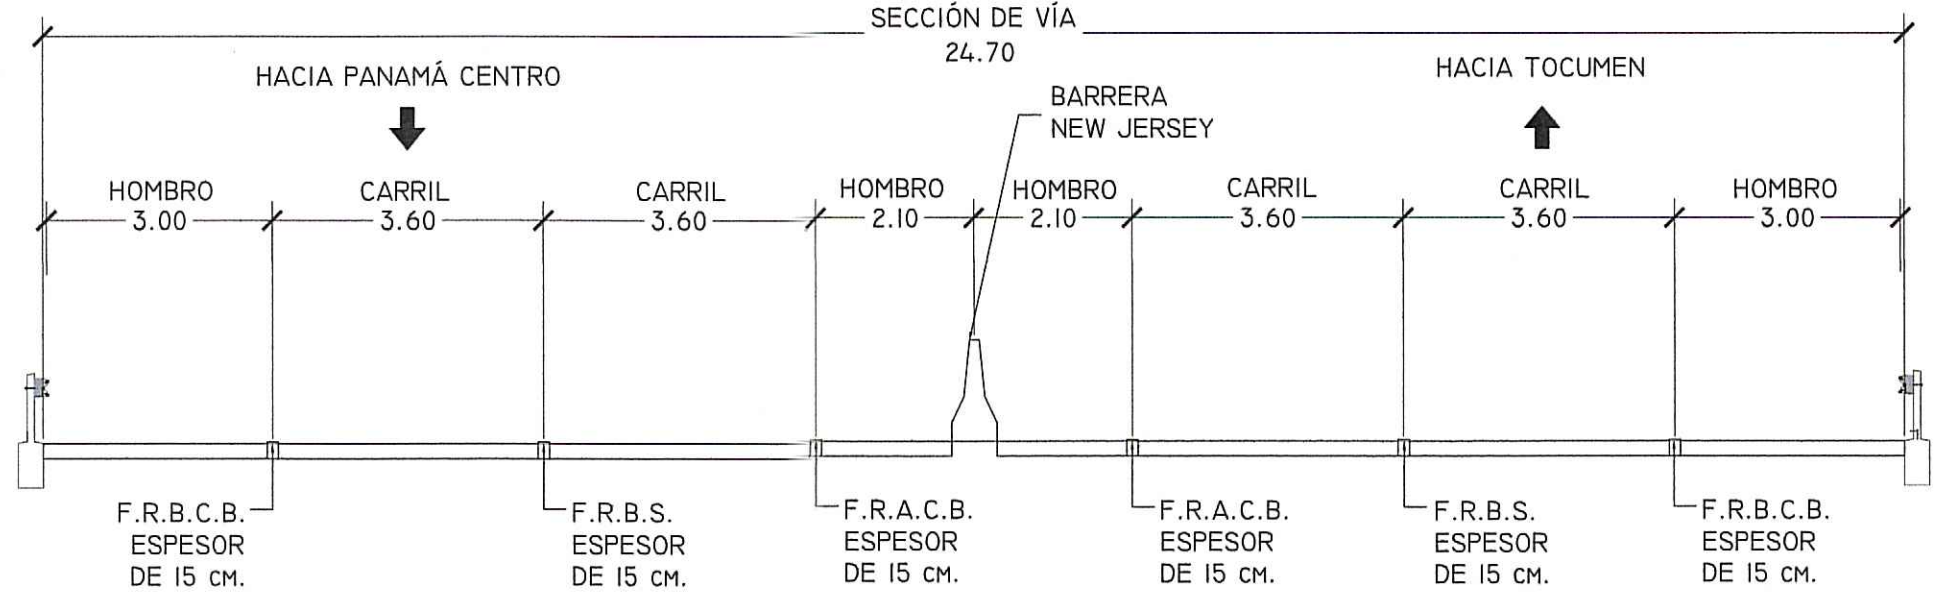 SECCIÓN DE VÍA
24.70
HACIA PANAMÁ CENTRO
HACIA TOCUMEN
BARRERA
NEW JERSEY
HOMBRO
3.00
CARRIL
3.60
CARRIL
3.60
HOMBRO
2.10
HOMBRO
2.10
CARRIL
3.60
CARRIL
3.60
HOMBRO
3.00
F.R.B.C.B.
ESPESOR
DE 15 CM.
F.R.B.S.
ESPESOR
DE 15 CM.
F.R.A.C.B.
ESPESOR
DE 15 CM.
F.R.A.C.B.
ESPESOR
DE 15 CM.
F.R.B.S.
ESPESOR
DE 15 CM.
F.R.B.C.B.
ESPESOR
DE 15 CM.